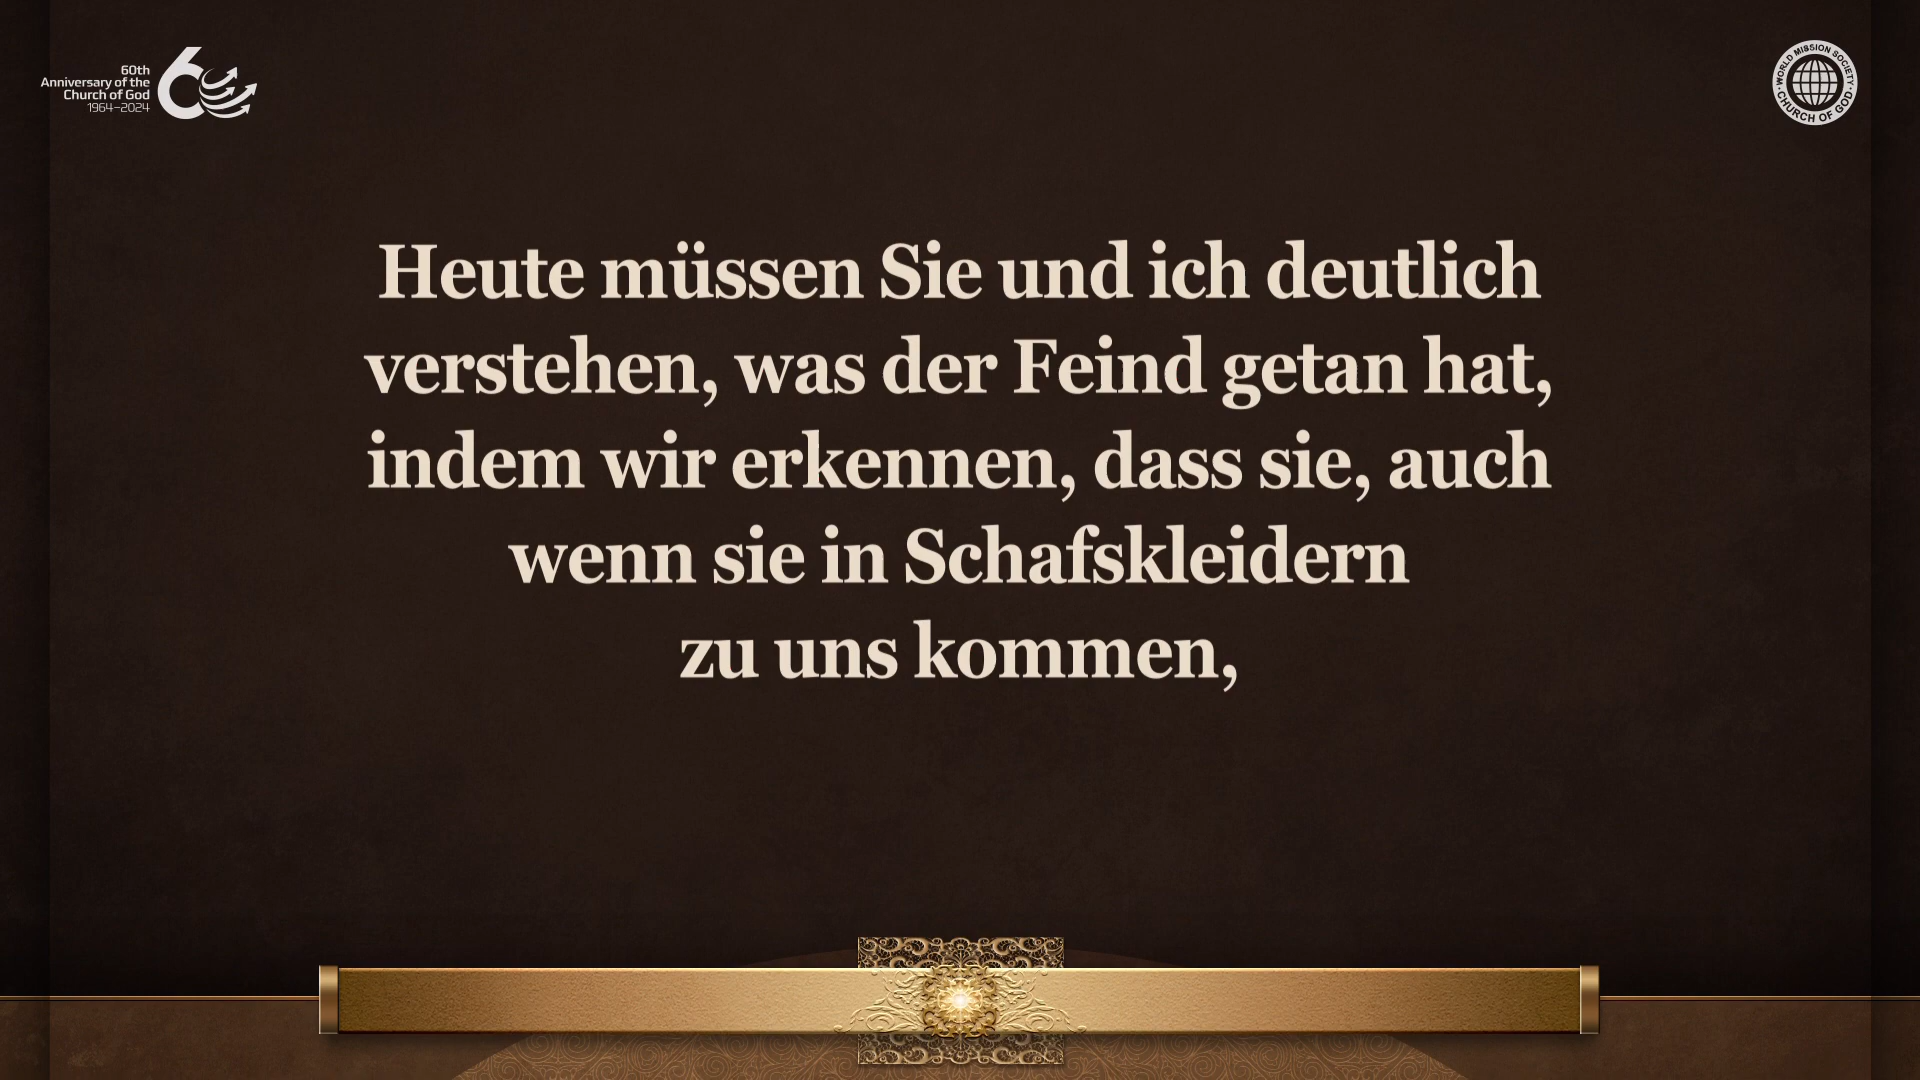 60th
Anniversary of the
Church of God
1964–2024
60
WORLD MISSION SOCIETY
CHURCH OF GOD
Heute müssen Sie und ich deutlich
verstehen, was der Feind getan hat,
indem wir erkennen, dass sie, auch
wenn sie in Schafskleidern
zu uns kommen,